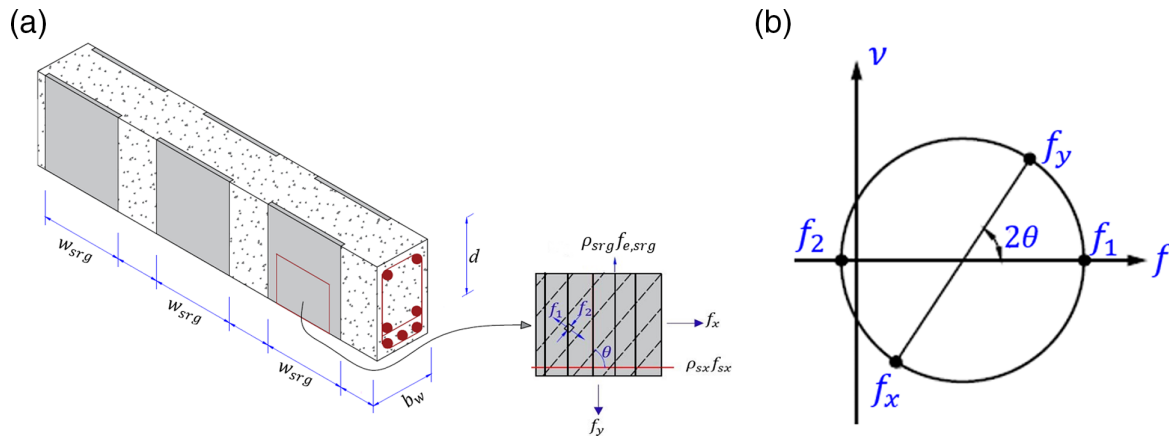 (a)
w_srg
w_srg
w_srg
b_w
d
ρ_srg f_e,srg
f_1
f_2
θ
f_x
ρ_sx f_sx
f_y
(b)
ν
f_y
f_2
2θ
f_1
f
f_x